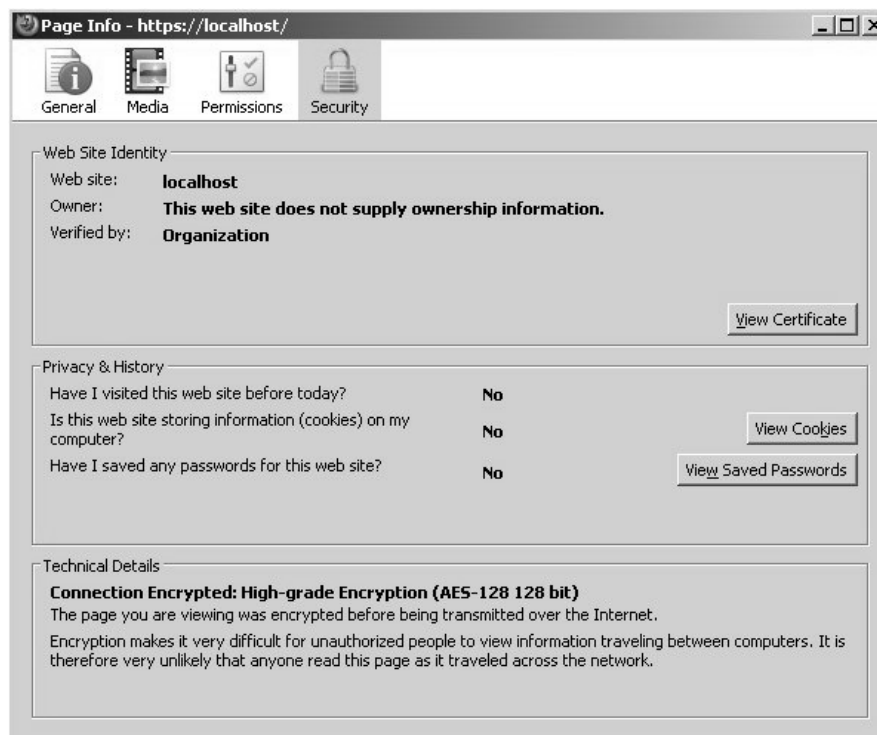 Page Info - https://localhost/
General Media Permissions Security
Web Site Identity
Web site: localhost
Owner: This web site does not supply ownership information.
Verified by: Organization
View Certificate
Privacy & History
Have I visited this web site before today? No
Is this web site storing information (cookies) on my
computer? No View Cookies
Have I saved any passwords for this web site? No View Saved Passwords
Technical Details
Connection Encrypted: High-grade Encryption (AES-128 128 bit)
The page you are viewing was encrypted before being transmitted over the Internet.
Encryption makes it very difficult for unauthorized people to view information traveling between computers. It is
therefore very unlikely that anyone read this page as it traveled across the network.